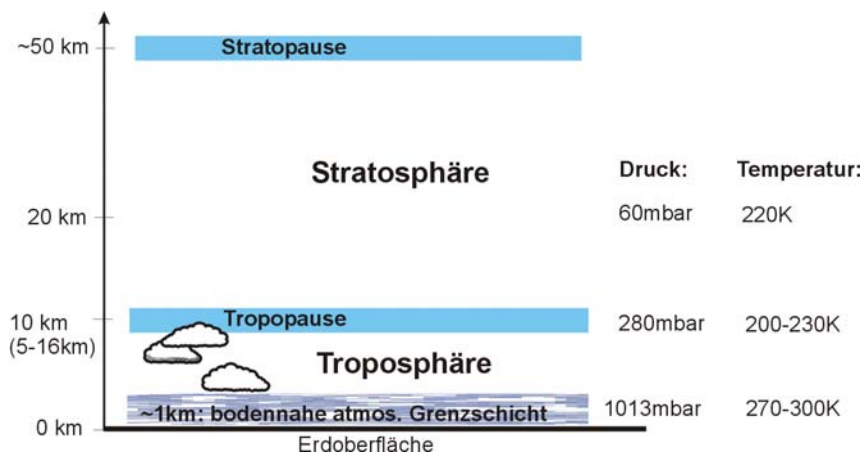 ~50 km
Stratopause
Stratosphäre
Druck:
Temperatur:
20 km
60mbar
220K
10 km
(5-16km)
Tropopause
280mbar
200-230K
Troposphäre
~1km: bodennahe atmos. Grenzschicht
1013mbar
270-300K
0 km
Erdoberfläche